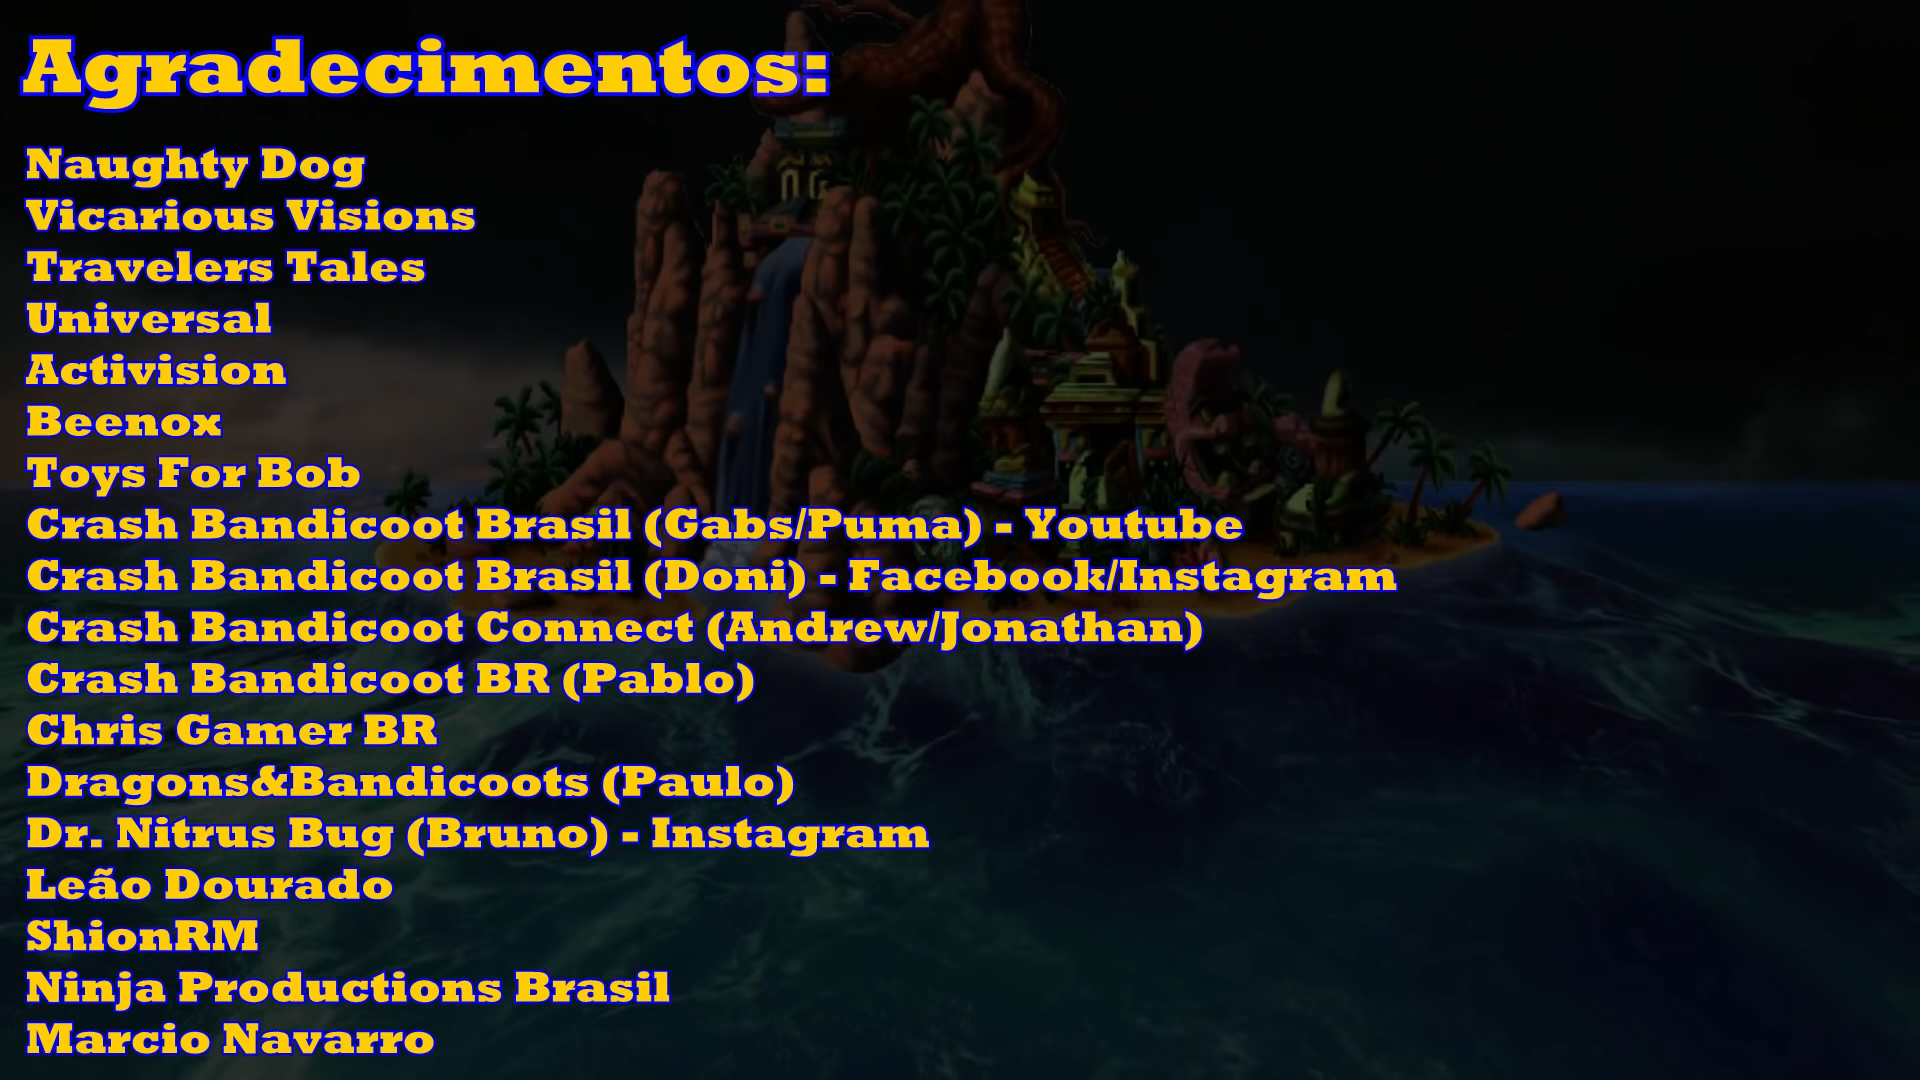 Agradecimentos:
Naughty Dog
Vicarious Visions
Travelers Tales
Universal
Activision
Beenox
Toys For Bob
Crash Bandicoot Brasil (Gabs/Puma) - Youtube
Crash Bandicoot Brasil (Doni) - Facebook/Instagram
Crash Bandicoot Connect (Andrew/Jonathan)
Crash Bandicoot BR (Pablo)
Chris Gamer BR
Dragons&Bandicoots (Paulo)
Dr. Nitrus Bug (Bruno) - Instagram
Leão Dourado
ShionRM
Ninja Productions Brasil
Marcio Navarro